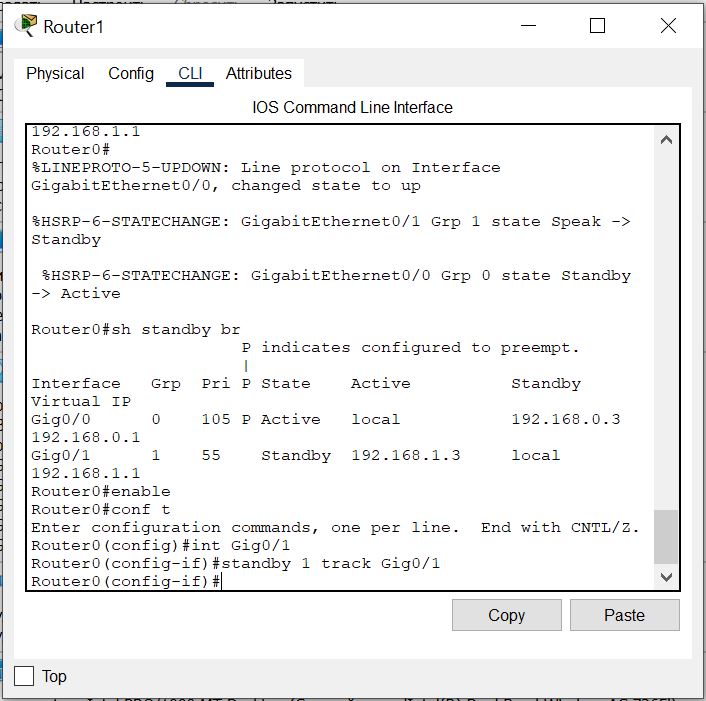 Router1
Physical Config CLI Attributes
IOS Command Line Interface
192.168.1.1
Router0#
%LINEPROTO-5-UPDOWN: Line protocol on Interface
GigabitEthernet0/0, changed state to up
%HSRP-6-STATECHANGE: GigabitEthernet0/1 Grp 1 state Speak ->
Standby
%HSRP-6-STATECHANGE: GigabitEthernet0/0 Grp 0 state Standby
-> Active
Router0#sh standby br
P indicates configured to preempt.
|
Interface Grp Pri P State Active Standby
Virtual IP
Gig0/0 0 105 P Active local 192.168.0.3
192.168.0.1
Gig0/1 1 55 Standby 192.168.1.3 local
192.168.1.1
Router0#enable
Router0#conf t
Enter configuration commands, one per line. End with CNTL/Z.
Router0(config)#int Gig0/1
Router0(config-if)#standby 1 track Gig0/1
Router0(config-if)#
Copy Paste
Top